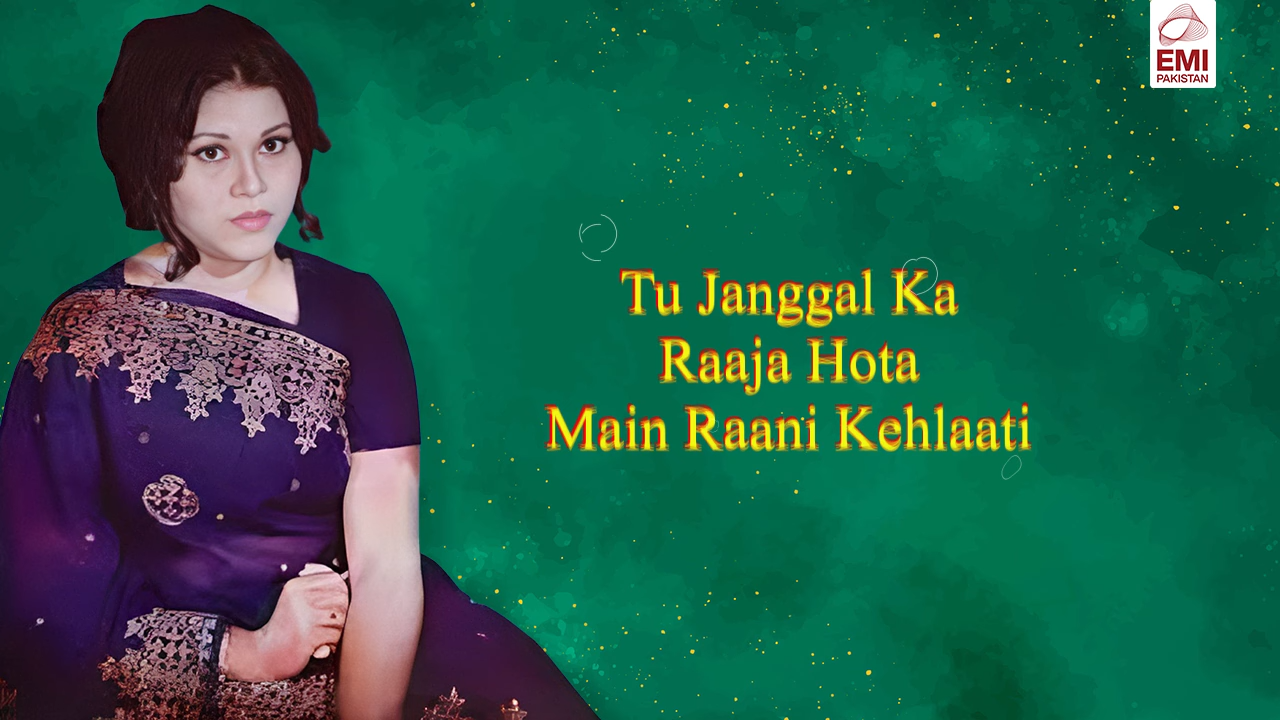 EMI
PAKISTAN
Tu Janggal Ka
Raaja Hota
Main Raani Kehlaati